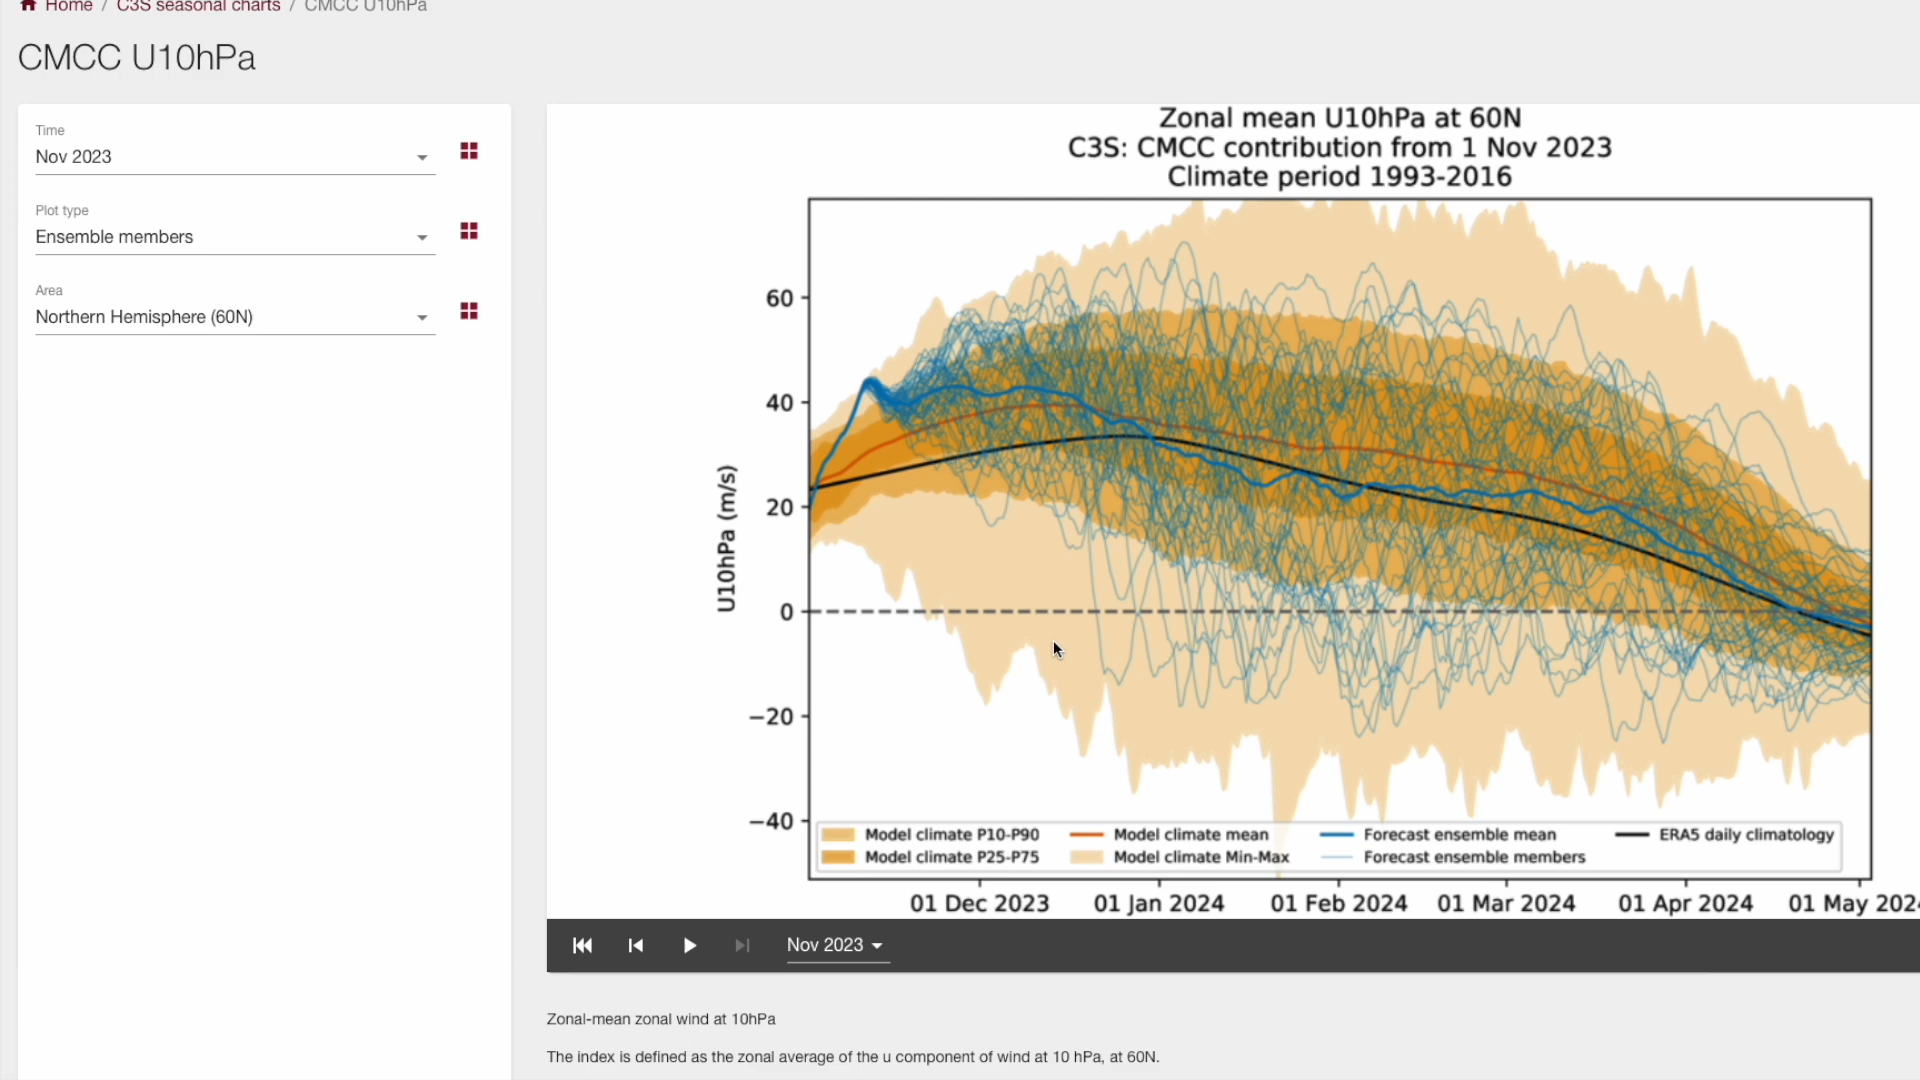 Home / C3S seasonal charts / CMCC U10hPa
CMCC U10hPa
Time
Nov 2023
Plot type
Ensemble members
Area
Northern Hemisphere (60N)
Zonal mean U10hPa at 60N
C3S: CMCC contribution from 1 Nov 2023
Climate period 1993-2016
U10hPa (m/s)
60
40
20
0
−20
−40
Model climate P10-P90
Model climate mean
Forecast ensemble mean
ERA5 daily climatology
Model climate P25-P75
Model climate Min-Max
Forecast ensemble members
01 Dec 2023
01 Jan 2024
01 Feb 2024
01 Mar 2024
01 Apr 2024
01 May 2024
Nov 2023
Zonal-mean zonal wind at 10hPa
The index is defined as the zonal average of the u component of wind at 10 hPa, at 60N.